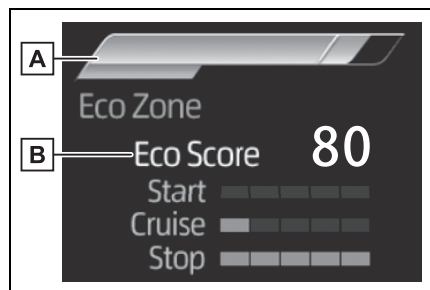 A
Eco Zone
B
Eco Score 80
Start
Cruise
Stop